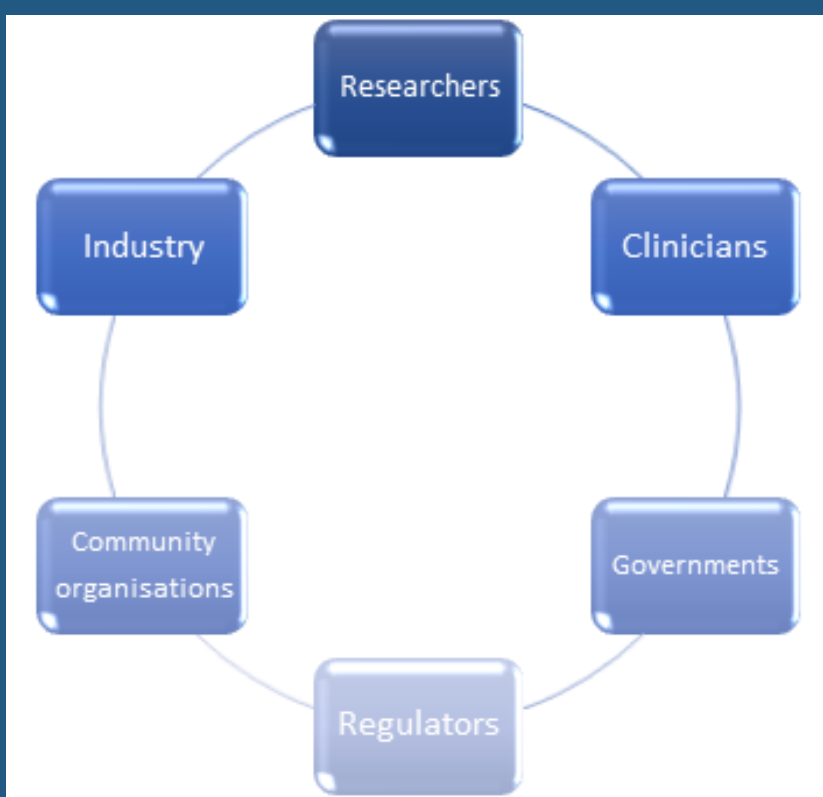 Researchers
Industry
Clinicians
Community
organisations
Governments
Regulators